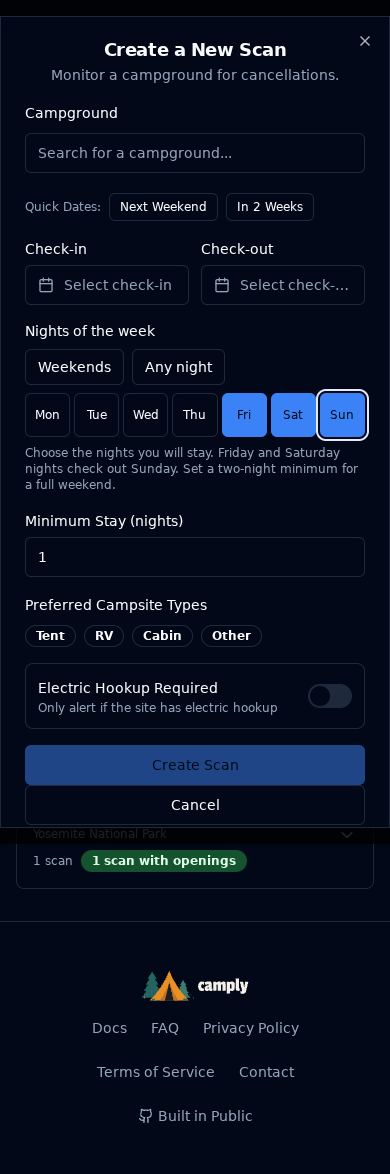 Create a New Scan
Monitor a campground for cancellations.
Campground
Search for a campground...
Quick Dates: Next Weekend In 2 Weeks
Check-in Check-out
Select check-in Select check-...
Nights of the week
Weekends Any night
Mon Tue Wed Thu Fri Sat Sun
Choose the nights you will stay. Friday and Saturday
nights check out Sunday. Set a two-night minimum for
a full weekend.
Minimum Stay (nights)
1
Preferred Campsite Types
Tent RV Cabin Other
Electric Hookup Required
Only alert if the site has electric hookup
Create Scan
Cancel
Yosemite National Park
1 scan 1 scan with openings
camply
Docs FAQ Privacy Policy
Terms of Service Contact
Built in Public